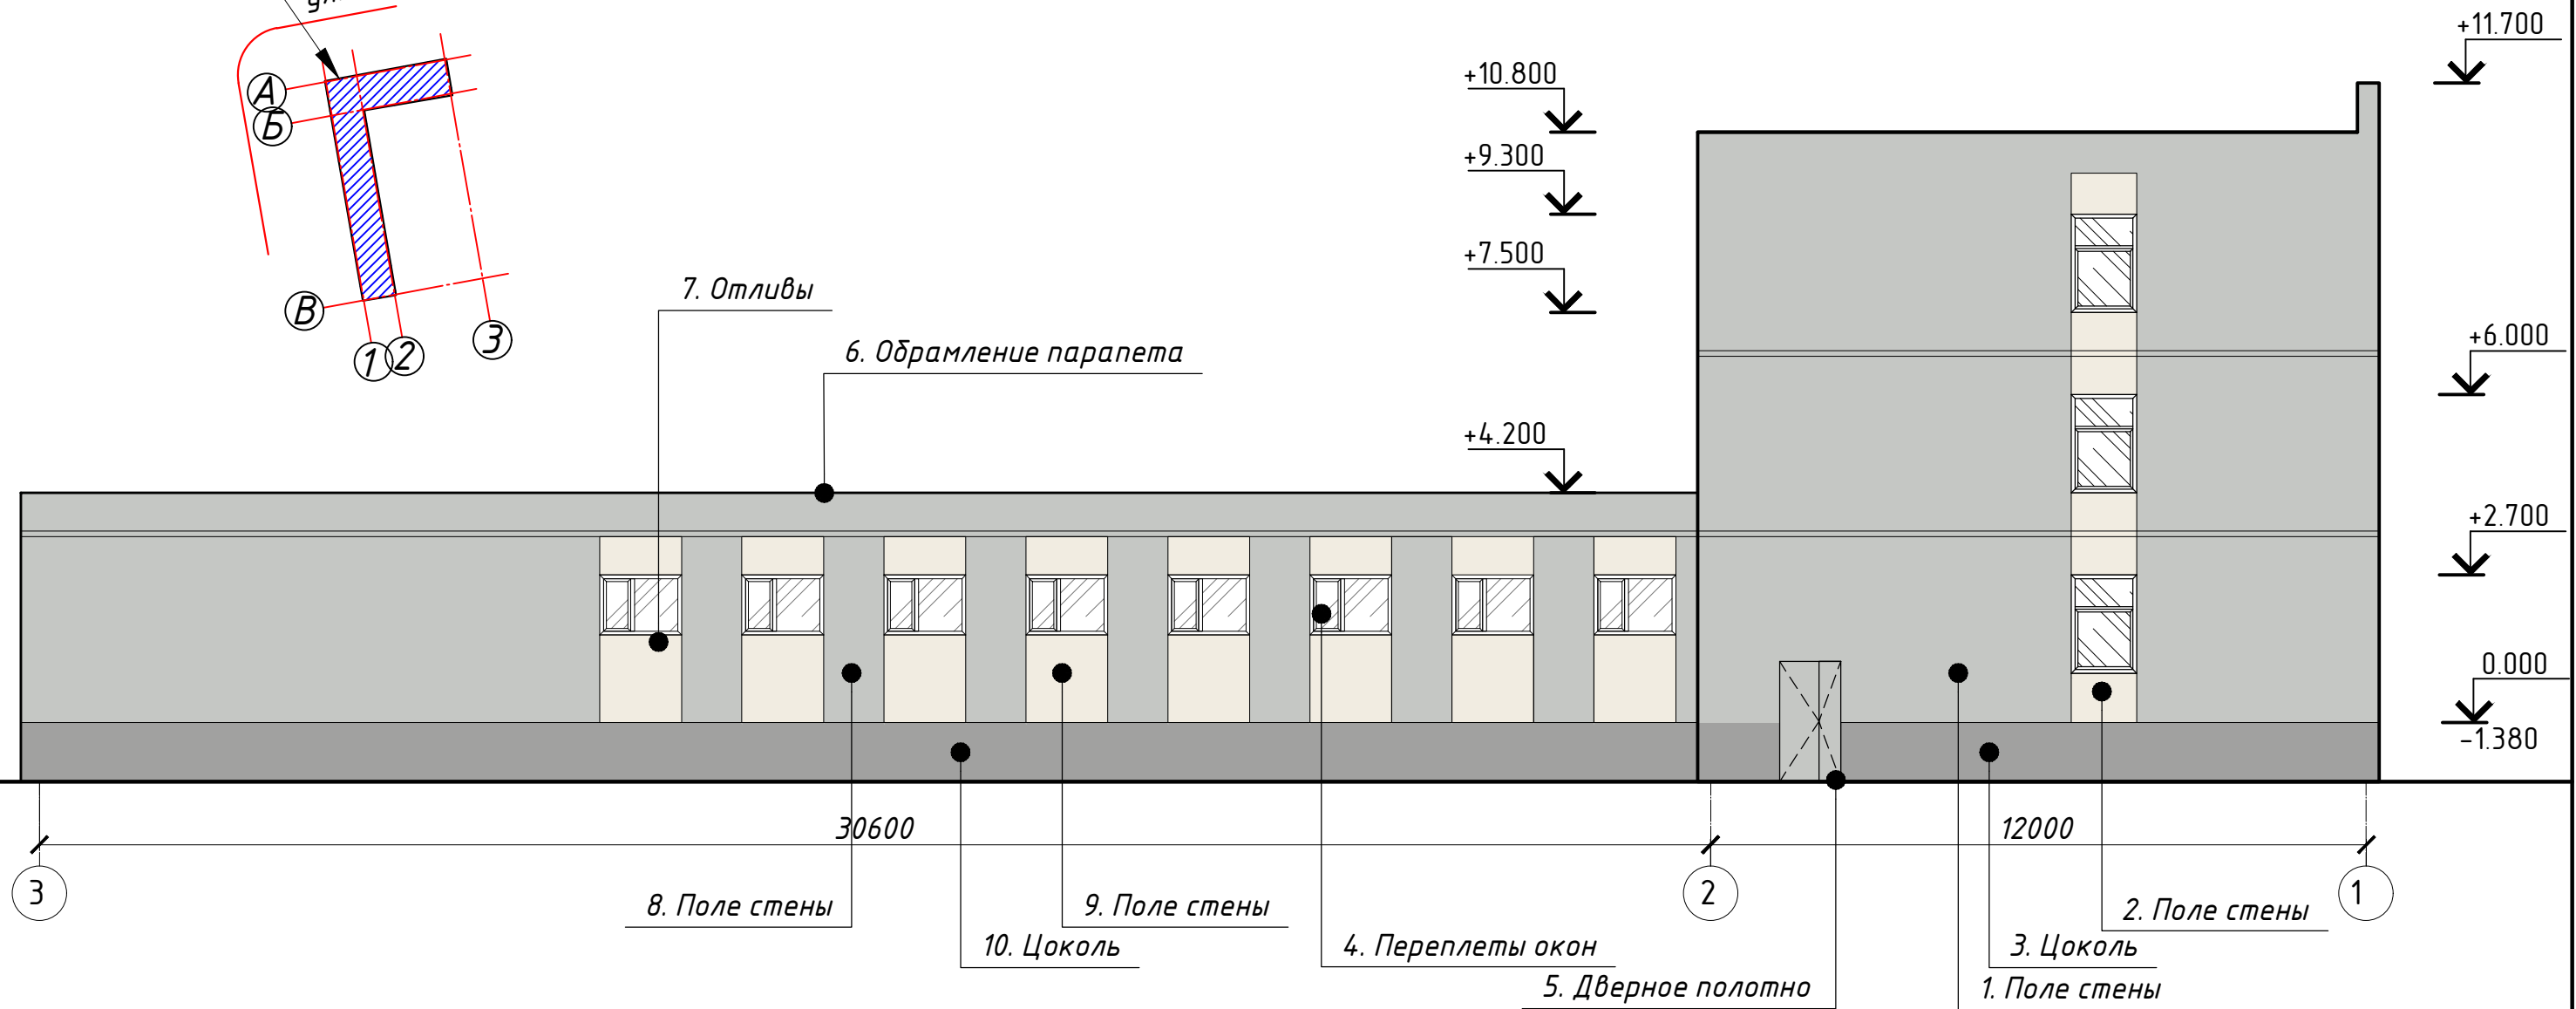 +11.700
+10.800
А
Б
+9.300
+7.500
7. Отливы
В
1
2
3
+6.000
6. Обрамление парапета
+4.200
+2.700
0.000
-1.380
30600
12000
3
2
1
8. Поле стены
9. Поле стены
2. Поле стены
10. Цоколь
4. Переплеты окон
3. Цоколь
5. Дверное полотно
1. Поле стены